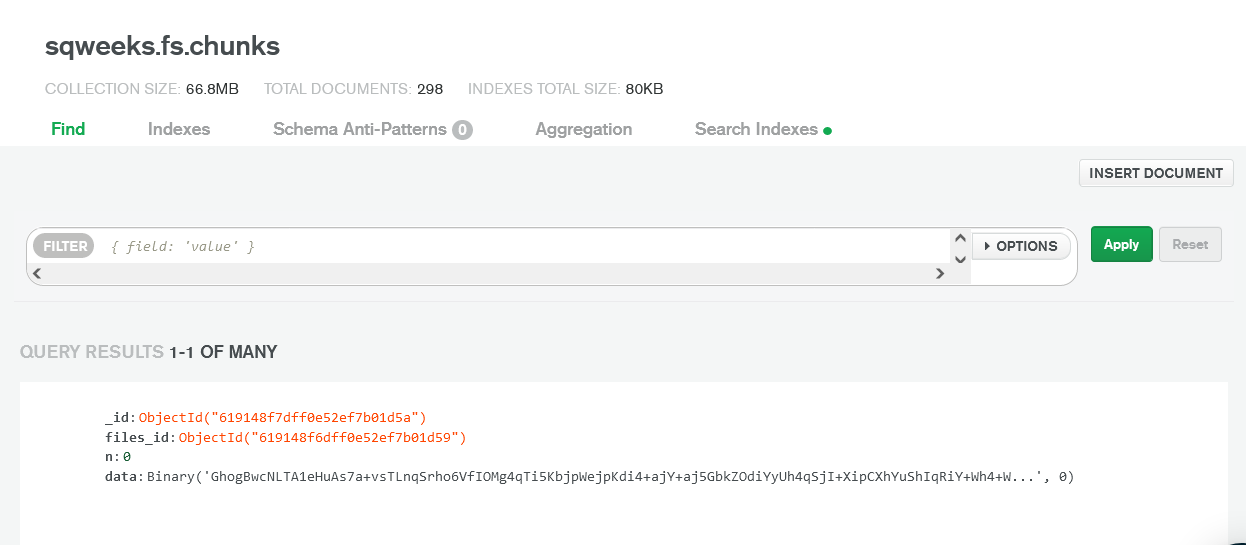 sqweeks.fs.chunks
COLLECTION SIZE: 66.8MB TOTAL DOCUMENTS: 298 INDEXES TOTAL SIZE: 80KB
Find Indexes Schema Anti-Patterns 0 Aggregation Search Indexes
INSERT DOCUMENT
FILTER { field: 'value' } OPTIONS Apply Reset
QUERY RESULTS 1-1 OF MANY
_id: ObjectId("619148f7dff0e52ef7b01d5a")
files_id: ObjectId("619148f6dff0e52ef7b01d59")
n: 0
data: Binary('GhogBwcNLTA1eHuAs7a+vsTLnqSrho6VfIOMg4qTi5KbjpWejpKdi4+ajY+aj5GbkZOdiYyUh4qSjI+XipCXhYuShIqRiY+Wh4+W...', 0)